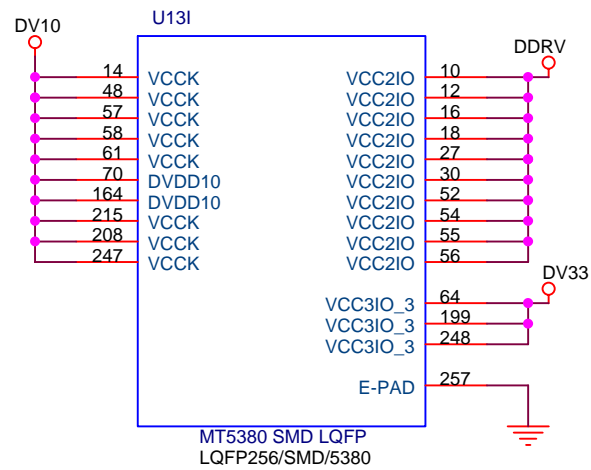 U13I
DV10
DDRV
14 VCCK VCC2IO 10
48 VCCK VCC2IO 12
57 VCCK VCC2IO 16
58 VCCK VCC2IO 18
61 VCCK VCC2IO 27
70 DVDD10 VCC2IO 30
164 DVDD10 VCC2IO 52
215 VCCK VCC2IO 54
208 VCCK VCC2IO 55
247 VCCK VCC2IO 56
DV33
VCC3IO_3 64
VCC3IO_3 199
VCC3IO_3 248
E-PAD 257
MT5380 SMD LQFP
LQFP256/SMD/5380